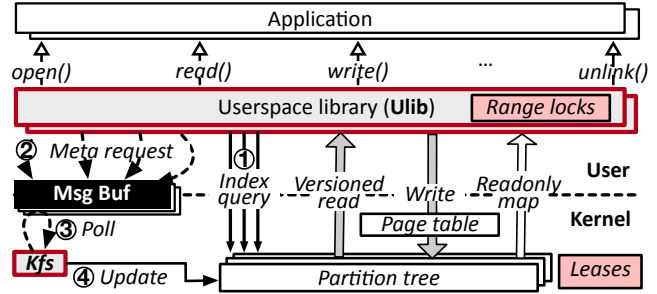 Application
open() read() write() ... unlink()
Userspace library (Ulib) Range locks
② Meta request ① Index query
Versioned read Write Readonly map
User
Msg Buf
Kernel
③ Poll
Page table
Kfs ④ Update Partition tree Leases